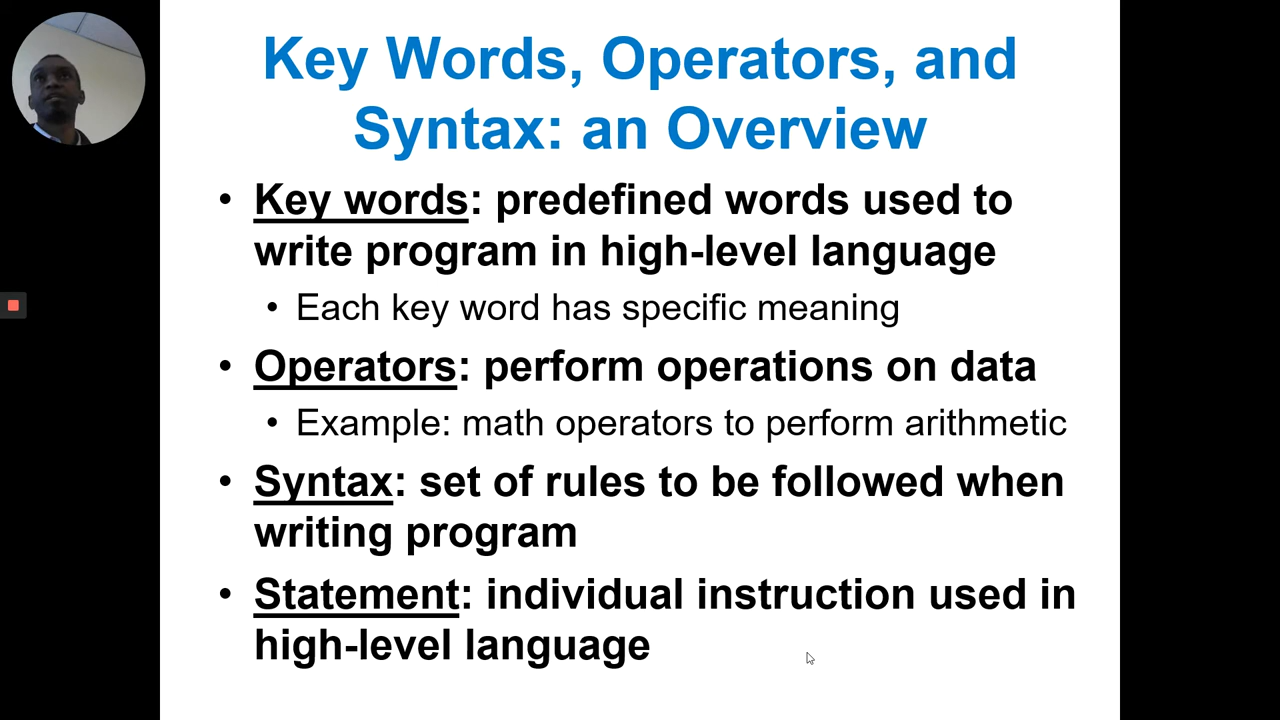 Key Words, Operators, and
Syntax: an Overview
• Key words: predefined words used to
write program in high-level language
• Each key word has specific meaning
• Operators: perform operations on data
• Example: math operators to perform arithmetic
• Syntax: set of rules to be followed when
writing program
• Statement: individual instruction used in
high-level language